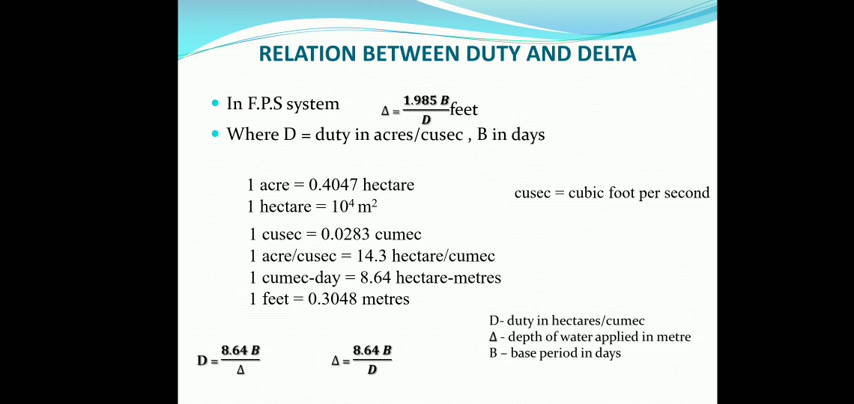 RELATION BETWEEN DUTY AND DELTA
• In F.P.S system Δ = 1.985 B / D feet
• Where D = duty in acres/cusec , B in days
1 acre = 0.4047 hectare
1 hectare = 10⁴ m²
cusec = cubic foot per second
1 cusec = 0.0283 cumec
1 acre/cusec = 14.3 hectare/cumec
1 cumec-day = 8.64 hectare-metres
1 feet = 0.3048 metres
D- duty in hectares/cumec
Δ - depth of water applied in metre
B – base period in days
D = 8.64 B / Δ
Δ = 8.64 B / D